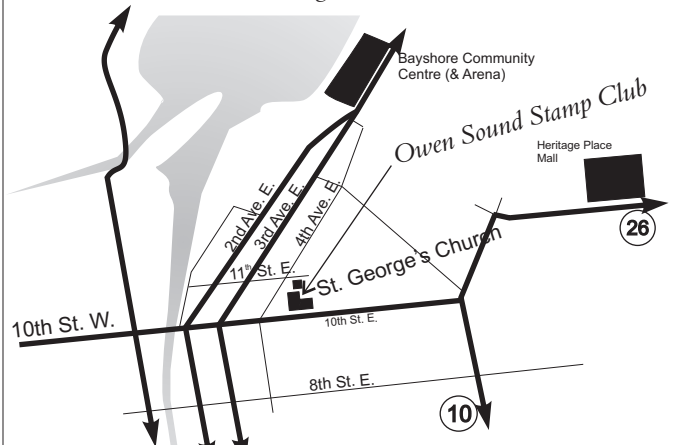 Bayshore Community
Centre (& Arena)
Owen Sound Stamp Club
Heritage Place
Mall
26
2nd Ave. E.
3rd Ave. E.
4th Ave. E.
11th St. E.
St. George's Church
10th St. W.
10th St. E.
8th St. E.
10